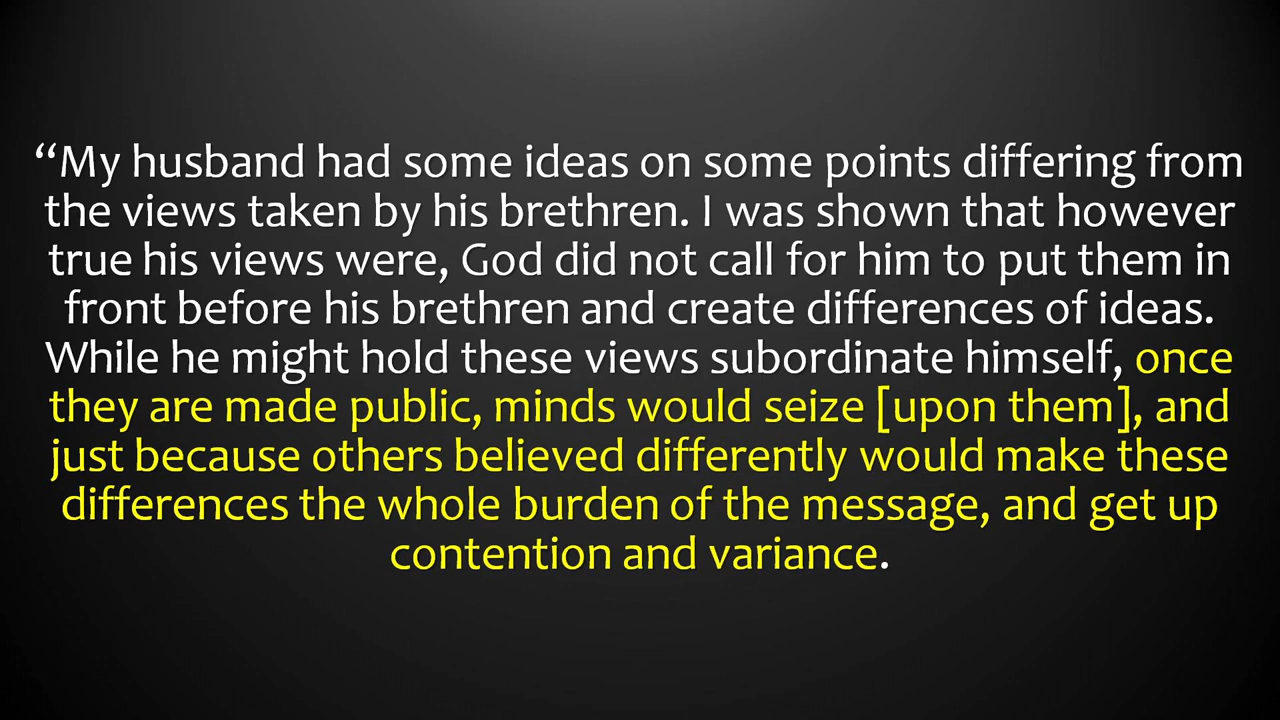 “My husband had some ideas on some points differing from
the views taken by his brethren. I was shown that however
true his views were, God did not call for him to put them in
front before his brethren and create differences of ideas.
While he might hold these views subordinate himself, once
they are made public, minds would seize [upon them], and
just because others believed differently would make these
differences the whole burden of the message, and get up
contention and variance.